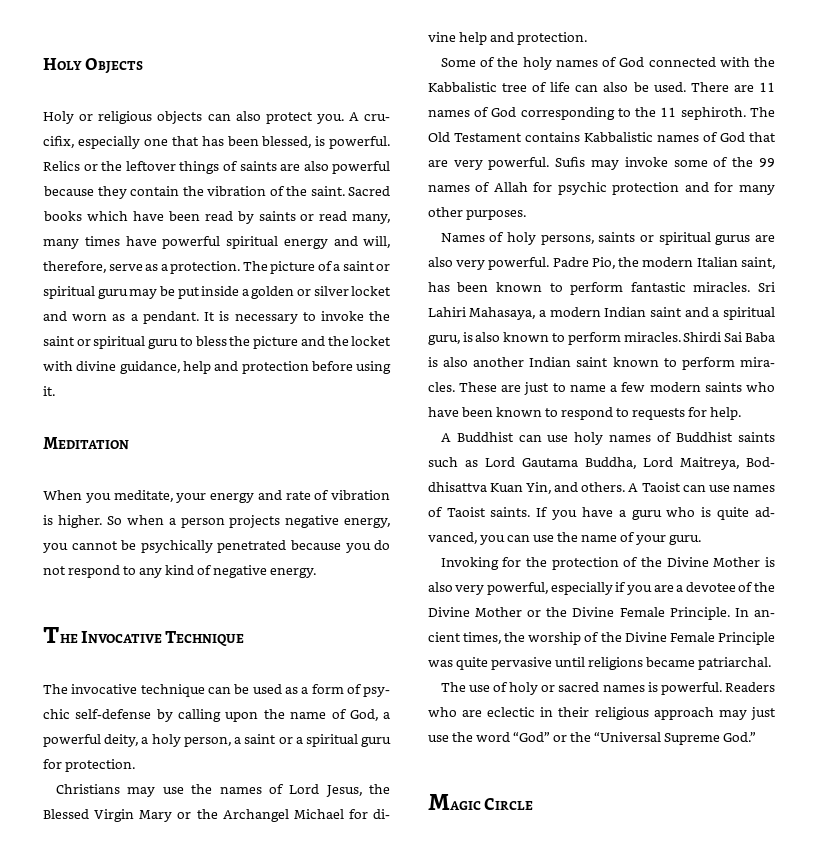 Holy Objects
Holy or religious objects can also protect you. A cru-
cifix, especially one that has been blessed, is powerful.
Relics or the leftover things of saints are also powerful
because they contain the vibration of the saint. Sacred
books which have been read by saints or read many,
many times have powerful spiritual energy and will,
therefore, serve as a protection. The picture of a saint or
spiritual guru may be put inside a golden or silver locket
and worn as a pendant. It is necessary to invoke the
saint or spiritual guru to bless the picture and the locket
with divine guidance, help and protection before using
it.
Meditation
When you meditate, your energy and rate of vibration
is higher. So when a person projects negative energy,
you cannot be psychically penetrated because you do
not respond to any kind of negative energy.
The Invocative Technique
The invocative technique can be used as a form of psy-
chic self-defense by calling upon the name of God, a
powerful deity, a holy person, a saint or a spiritual guru
for protection.
Christians may use the names of Lord Jesus, the
Blessed Virgin Mary or the Archangel Michael for di-
vine help and protection.
Some of the holy names of God connected with the
Kabbalistic tree of life can also be used. There are 11
names of God corresponding to the 11 sephiroth. The
Old Testament contains Kabbalistic names of God that
are very powerful. Sufis may invoke some of the 99
names of Allah for psychic protection and for many
other purposes.
Names of holy persons, saints or spiritual gurus are
also very powerful. Padre Pio, the modern Italian saint,
has been known to perform fantastic miracles. Sri
Lahiri Mahasaya, a modern Indian saint and a spiritual
guru, is also known to perform miracles. Shirdi Sai Baba
is also another Indian saint known to perform mira-
cles. These are just to name a few modern saints who
have been known to respond to requests for help.
A Buddhist can use holy names of Buddhist saints
such as Lord Gautama Buddha, Lord Maitreya, Bod-
dhisattva Kuan Yin, and others. A Taoist can use names
of Taoist saints. If you have a guru who is quite ad-
vanced, you can use the name of your guru.
Invoking for the protection of the Divine Mother is
also very powerful, especially if you are a devotee of the
Divine Mother or the Divine Female Principle. In an-
cient times, the worship of the Divine Female Principle
was quite pervasive until religions became patriarchal.
The use of holy or sacred names is powerful. Readers
who are eclectic in their religious approach may just
use the word “God” or the “Universal Supreme God.”
Magic Circle